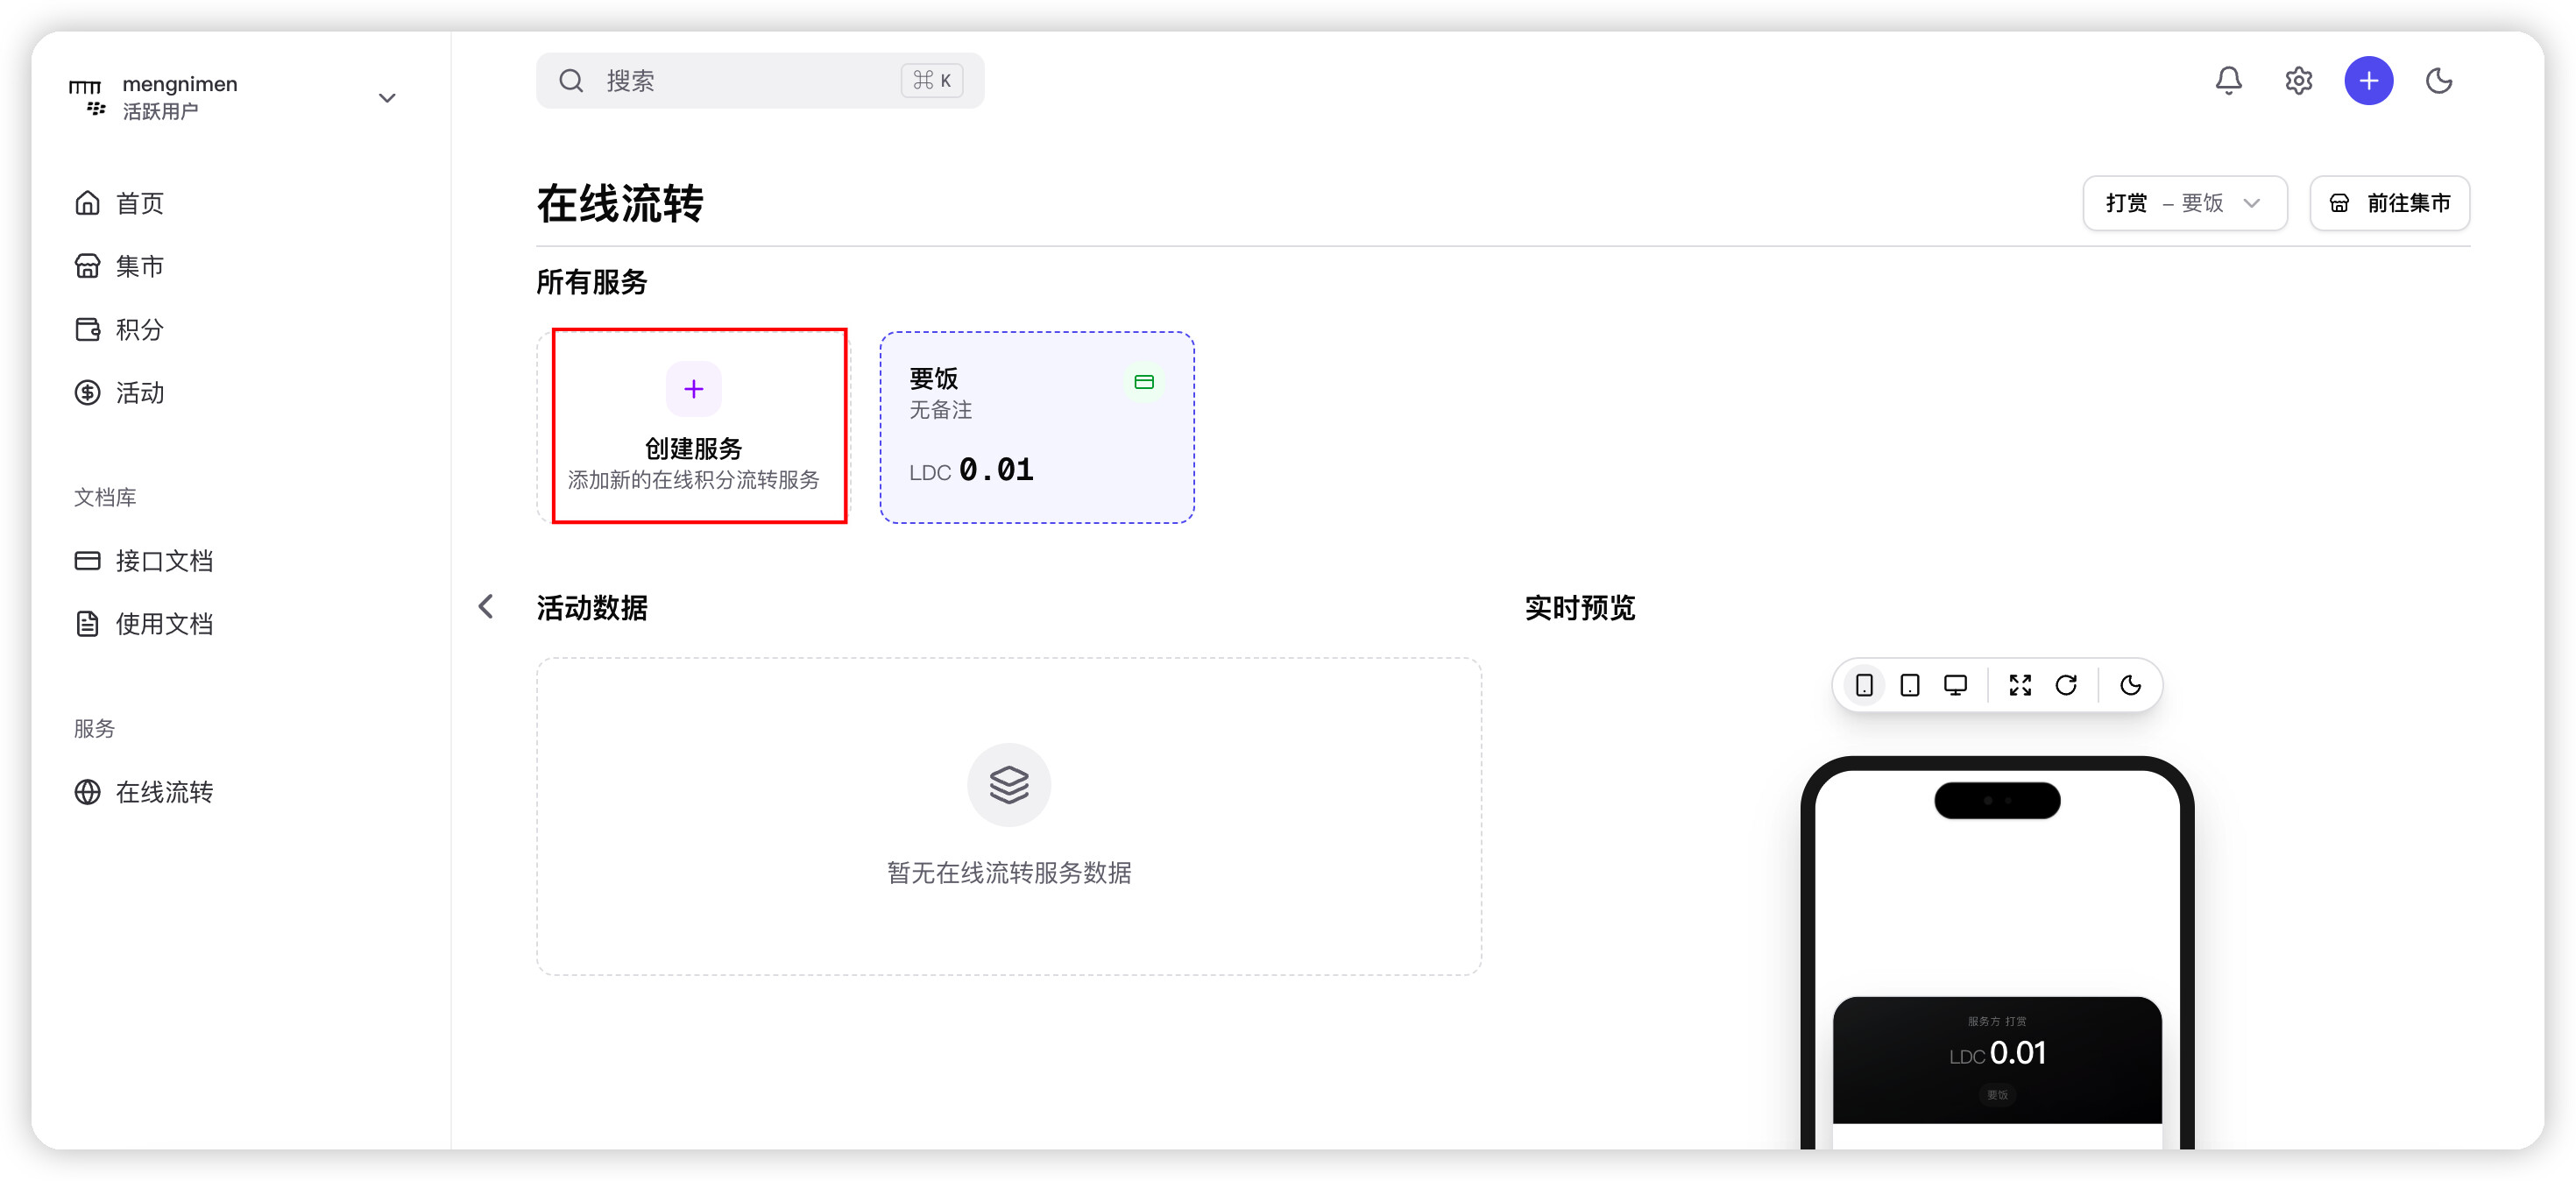 mengnimen
活跃用户
首页
集市
积分
活动
文档库
接口文档
使用文档
服务
在线流转
搜索
⌘ K
在线流转
打赏 – 要饭
前往集市
所有服务
创建服务
添加新的在线积分流转服务
要饭
无备注
LDC 0.01
活动数据
暂无在线流转服务数据
实时预览
服务方 打赏
LDC 0.01
要饭